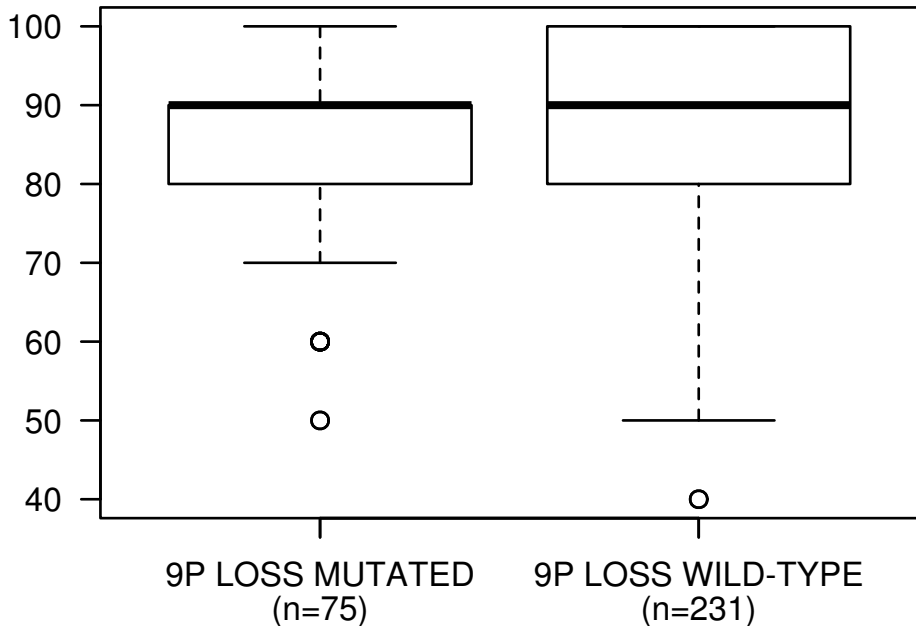 100
90
80
70
60
50
40
9P LOSS MUTATED
(n=75)
9P LOSS WILD-TYPE
(n=231)